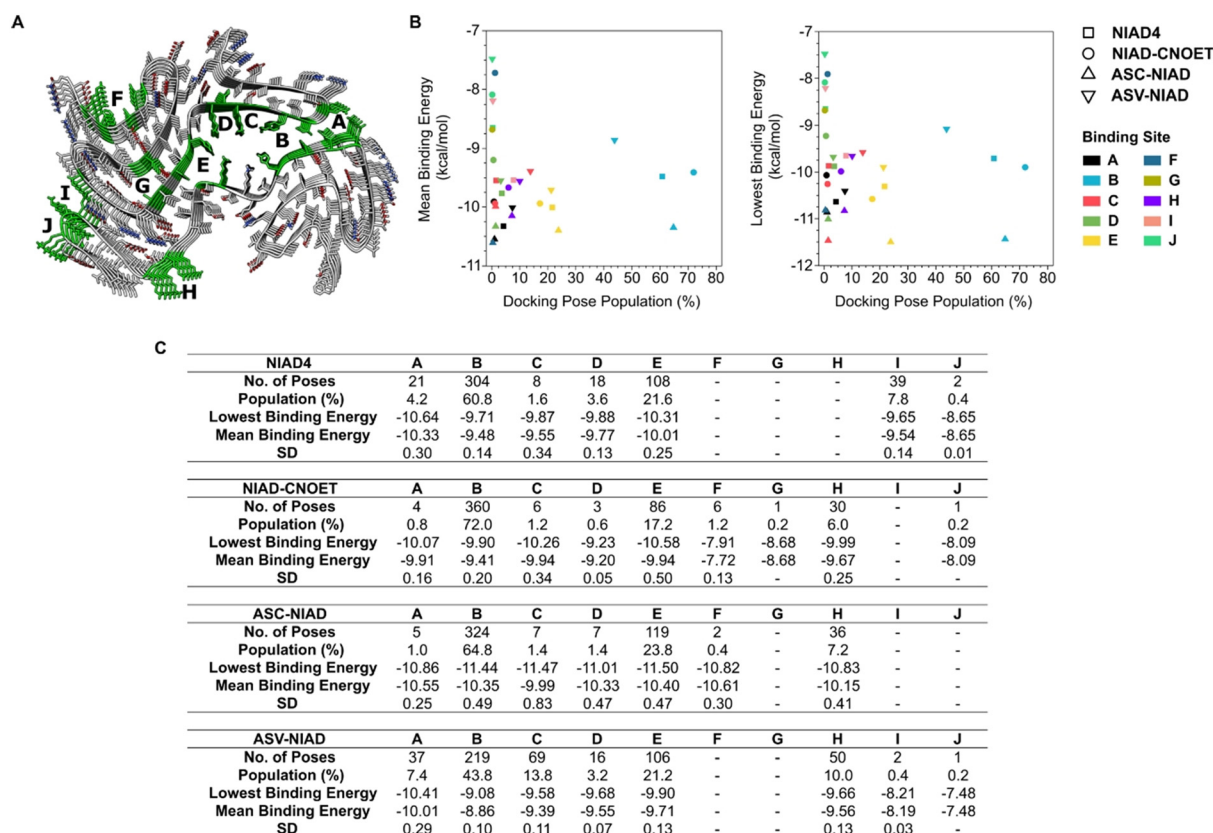 A
F
D
C
B
A
E
G
I
J
H
B
-7
-8
-9
-10
-11
Mean Binding Energy
(kcal/mol)
0 10 20 30 40 50 60 70 80
Docking Pose Population (%)
-7
-8
-9
-10
-11
-12
Lowest Binding Energy
(kcal/mol)
0 10 20 30 40 50 60 70 80
Docking Pose Population (%)
NIAD4
NIAD-CNOET
ASC-NIAD
ASV-NIAD
Binding Site
A F
B G
C H
D I
E J
C
NIAD4 A B C D E F G H I J
No. of Poses 21 304 8 18 108 - - - 39 2
Population (%) 4.2 60.8 1.6 3.6 21.6 - - - 7.8 0.4
Lowest Binding Energy -10.64 -9.71 -9.87 -9.88 -10.31 - - - -9.65 -8.65
Mean Binding Energy -10.33 -9.48 -9.55 -9.77 -10.01 - - - -9.54 -8.65
SD 0.30 0.14 0.34 0.13 0.25 - - - 0.14 0.01
NIAD-CNOET A B C D E F G H I J
No. of Poses 4 360 6 3 86 6 1 30 - 1
Population (%) 0.8 72.0 1.2 0.6 17.2 1.2 0.2 6.0 - 0.2
Lowest Binding Energy -10.07 -9.90 -10.26 -9.23 -10.58 -7.91 -8.68 -9.99 - -8.09
Mean Binding Energy -9.91 -9.41 -9.94 -9.20 -9.94 -7.72 -8.68 -9.67 - -8.09
SD 0.16 0.20 0.34 0.05 0.50 0.13 0.25 - -
ASC-NIAD A B C D E F G H I J
No. of Poses 5 324 7 7 119 2 - 36 - -
Population (%) 1.0 64.8 1.4 1.4 23.8 0.4 - 7.2 - -
Lowest Binding Energy -10.86 -11.44 -11.47 -11.01 -11.50 -10.82 - -10.83 - -
Mean Binding Energy -10.55 -10.35 -9.99 -10.33 -10.40 -10.61 - -10.15 - -
SD 0.25 0.49 0.83 0.47 0.47 0.30 - 0.41 - -
ASV-NIAD A B C D E F G H I J
No. of Poses 37 219 69 16 106 - - 50 2 1
Population (%) 7.4 43.8 13.8 3.2 21.2 - - 10.0 0.4 0.2
Lowest Binding Energy -10.41 -9.08 -9.58 -9.68 -9.90 - - -9.66 -8.21 -7.48
Mean Binding Energy -10.01 -8.86 -9.39 -9.55 -9.71 - - -9.56 -8.19 -7.48
SD 0.29 0.10 0.11 0.07 0.13 - - 0.13 0.03 -